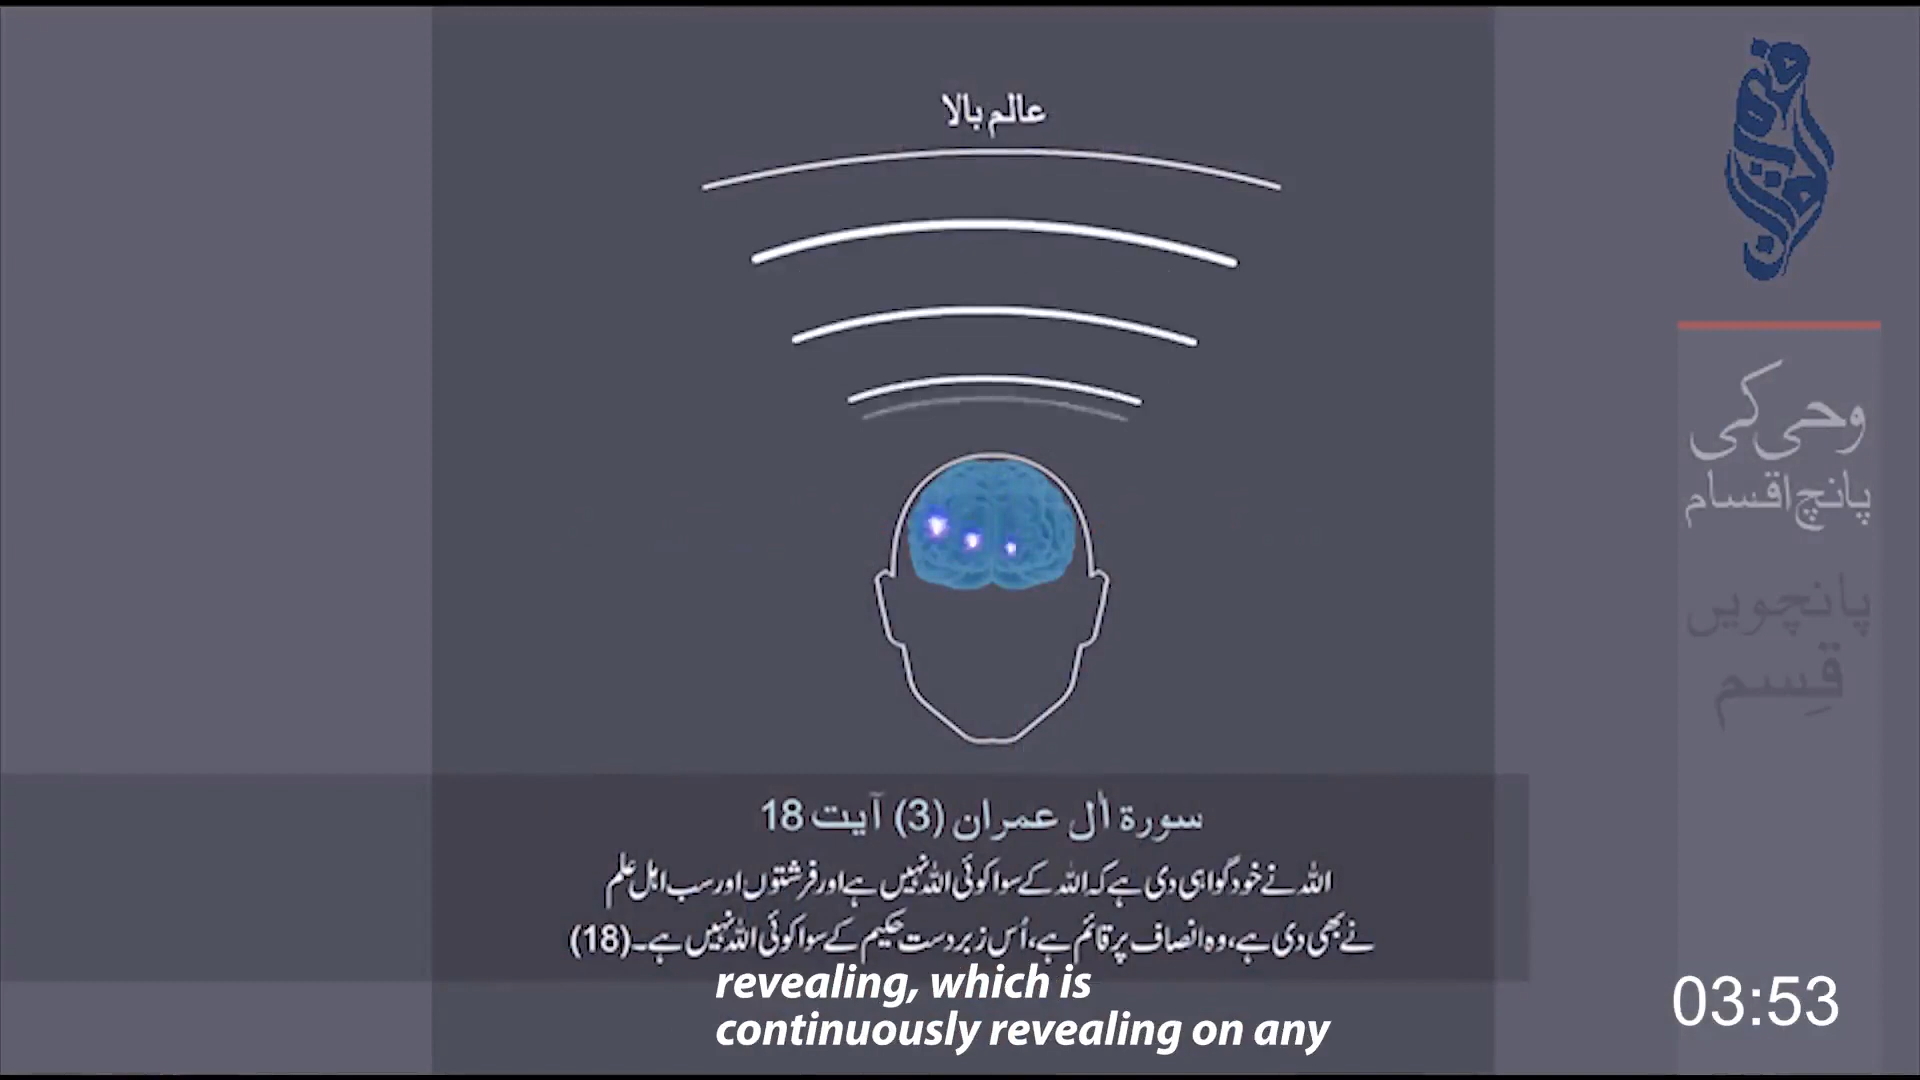 عالم بالا
وحی کی
پانچ اقسام
پانچویں
قِسم
سورة اٰل عمران (3) آیت 18
اللہ نے خود گواہی دی ہے کہ اللہ کے سوا کوئی الٰہ نہیں ہے اور فرشتوں اور سب اہل علم
نے بھی دی ہے، وہ انصاف پر قائم ہے، اُس زبردست حکیم کے سوا کوئی الٰہ نہیں ہے۔ (18)
revealing, which is
continuously revealing on any
03:53